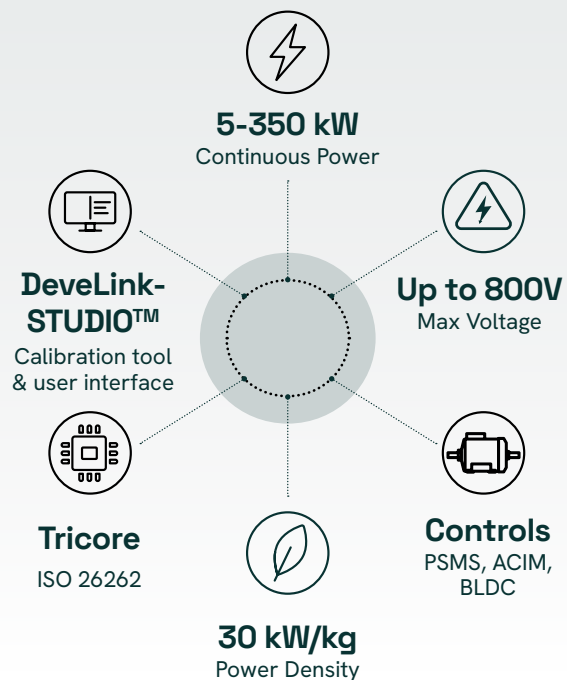 5-350 kW
Continuous Power
DeveLink-
STUDIO™
Calibration tool
& user interface
Up to 800V
Max Voltage
Tricore
ISO 26262
Controls
PSMS, ACIM,
BLDC
30 kW/kg
Power Density